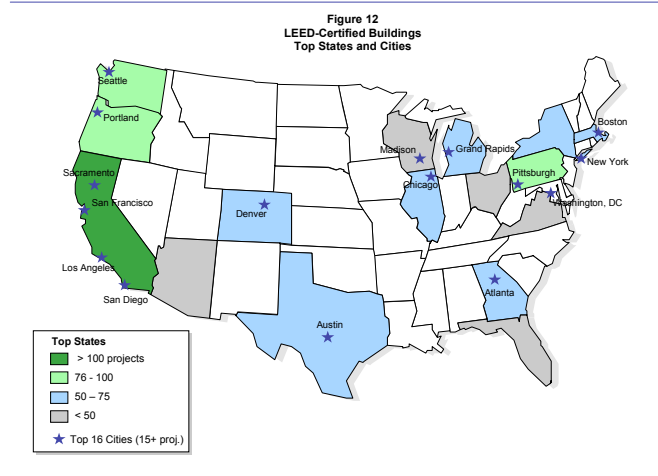 Figure 12
LEED-Certified Buildings
Top States and Cities
Seattle
Portland
Sacramento
San Francisco
Los Angeles
San Diego
Denver
Austin
Madison
Chicago
Grand Rapids
Pittsburgh
Boston
New York
Washington, DC
Atlanta
Top States
> 100 projects
76 - 100
50 – 75
< 50
Top 16 Cities (15+ proj.)